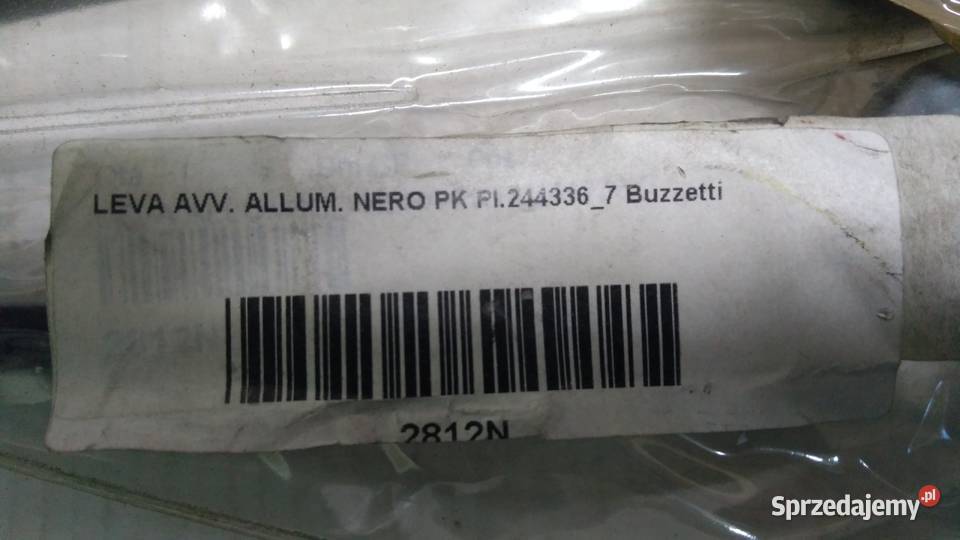 LEVA AVV. ALLUM. NERO PK PI.244336_7 Buzzetti
2812N
Sprzedajemy.pl